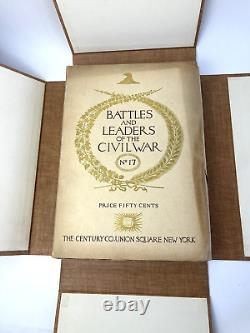 BATTLES
AND
LEADERS
OF THE
CIVIL WAR
No 17
PRICE FIFTY CENTS
THE CENTURY CO. UNION SQUARE NEW YORK